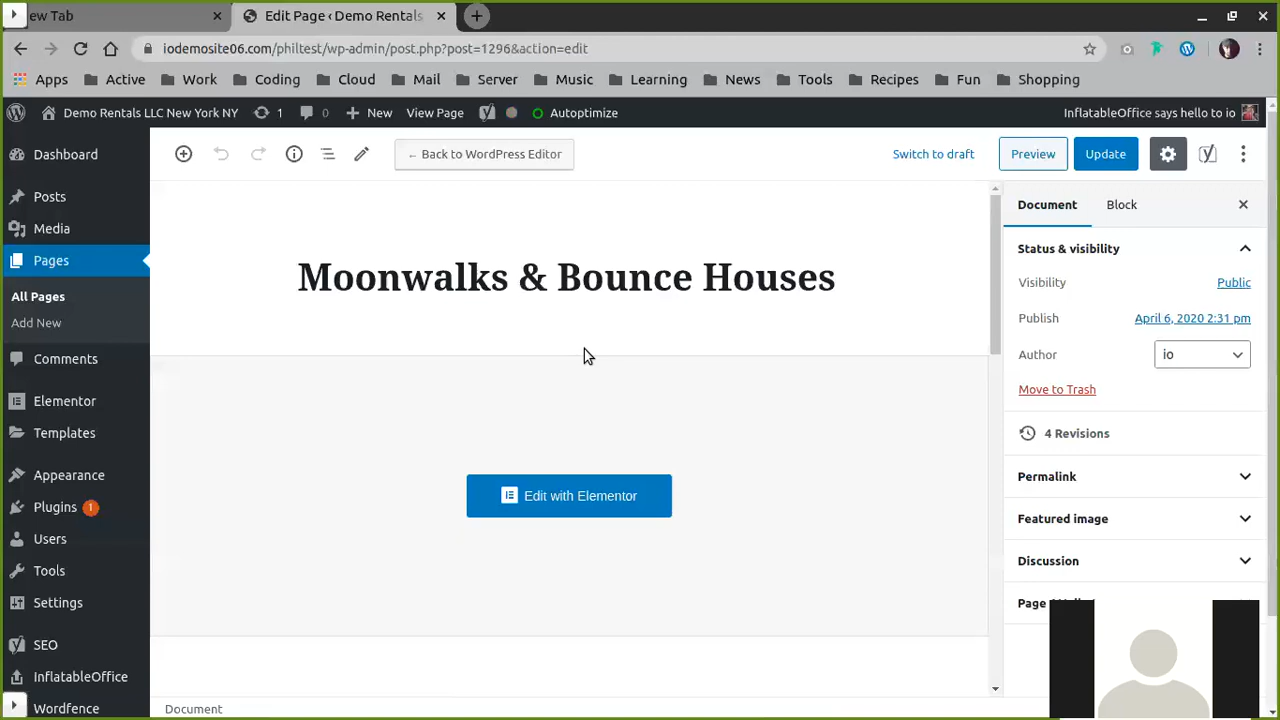 ew Tab
Edit Page ‹ Demo Rentals
iodemosite06.com/philtest/wp-admin/post.php?post=1296&action=edit
Apps Active Work Coding Cloud Mail Server Music Learning News Tools Recipes Fun Shopping
Demo Rentals LLC New York NY 1 0 New View Page Autoptimize InflatableOffice says hello to io
Dashboard
Posts
Media
Pages
All Pages
Add New
Comments
Elementor
Templates
Appearance
Plugins 1
Users
Tools
Settings
SEO
InflatableOffice
Wordfence
← Back to WordPress Editor
Switch to draft
Preview
Update
Moonwalks & Bounce Houses
Edit with Elementor
Document
Document Block
Status & visibility
Visibility Public
Publish April 6, 2020 2:31 pm
Author io
Move to Trash
4 Revisions
Permalink
Featured image
Discussion
Page